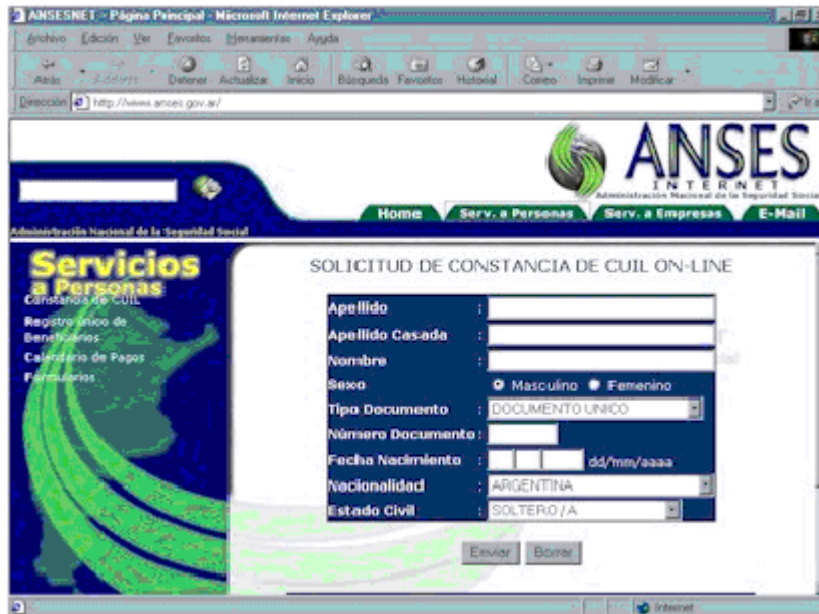 ANSESNET - Página Principal - Microsoft Internet Explorer
Archivo Edición Ver Favoritos Herramientas Ayuda
Atrás Adelante Detener Actualizar Inicio Búsqueda Favoritos Historial Correo Imprimir Modificar
Dirección http://www.anses.gov.ar/ Ir a
ANSES
INTERNET
Administración Nacional de la Seguridad Social
Home Serv. a Personas Serv. a Empresas E-Mail
Administración Nacional de la Seguridad Social
Servicios
a Personas
Constancia de CUIL
Registro único de
Beneficiarios
Calendario de Pagos
Formularios
SOLICITUD DE CONSTANCIA DE CUIL ON-LINE
Apellido :
Apellido Casada :
Nombre :
Sexo : Masculino Femenino
Tipo Documento : DOCUMENTO UNICO
Número Documento :
Fecha Nacimiento : dd/mm/aaaa
Nacionalidad : ARGENTINA
Estado Civil : SOLTERO/A
Enviar Borrar
Internet